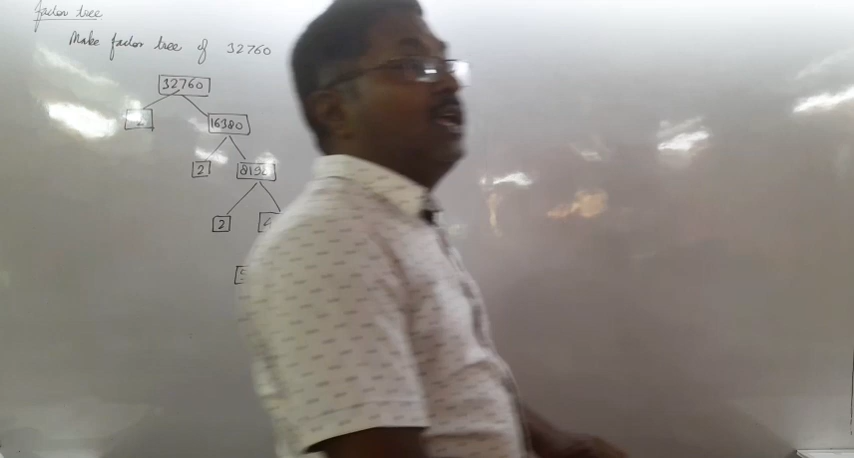 factor tree
Make factor tree of 32760
32760
16380
2
8190
2